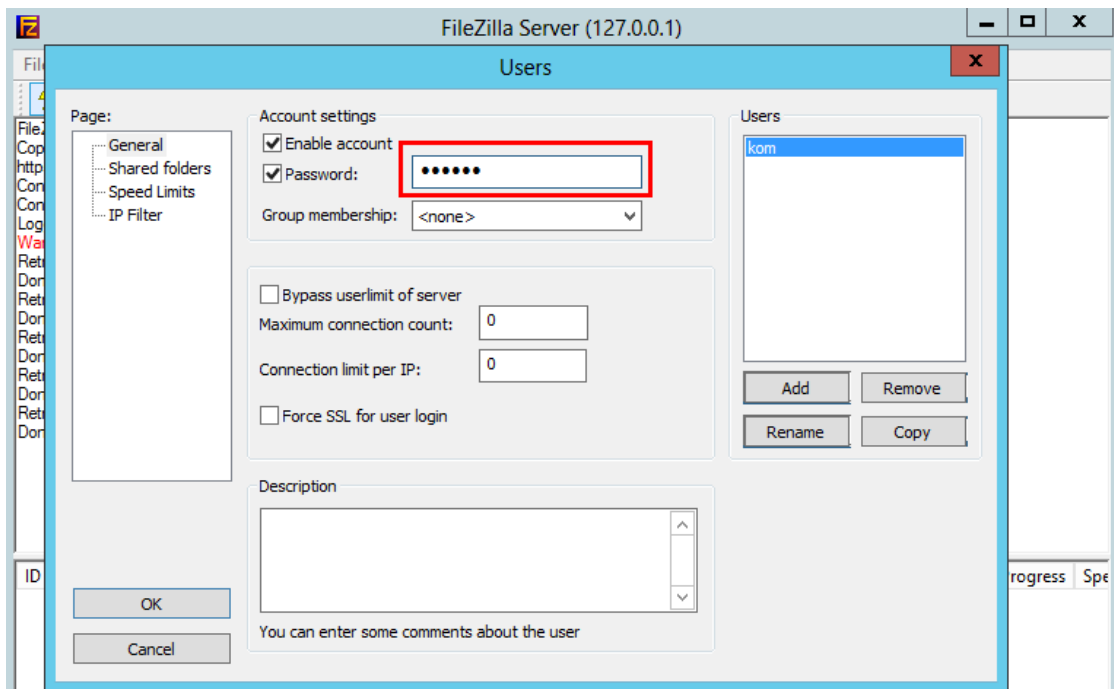 FileZilla Server (127.0.0.1)
Users
Page:
General
Shared folders
Speed Limits
IP Filter
Account settings
Enable account
Password: ••••••
Group membership: <none>
Bypass userlimit of server
Maximum connection count: 0
Connection limit per IP: 0
Force SSL for user login
Description
You can enter some comments about the user
Users
kom
Add Remove
Rename Copy
OK
Cancel
ID